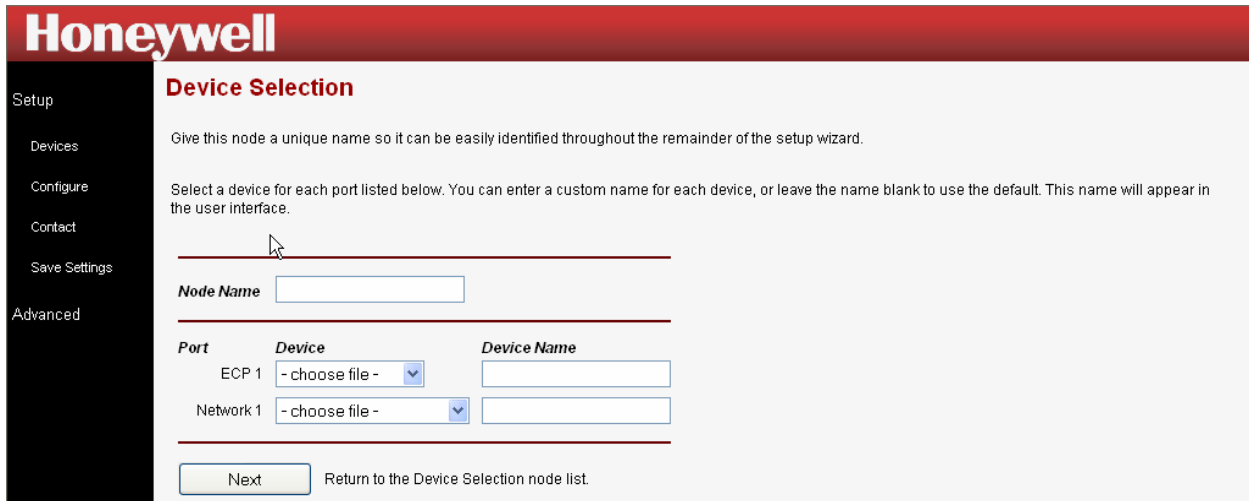 Honeywell
Setup
Devices
Configure
Contact
Save Settings
Advanced
Device Selection
Give this node a unique name so it can be easily identified throughout the remainder of the setup wizard.
Select a device for each port listed below. You can enter a custom name for each device, or leave the name blank to use the default. This name will appear in
the user interface.
Node Name
Port Device Device Name
ECP 1 - choose file -
Network 1 - choose file -
Next Return to the Device Selection node list.